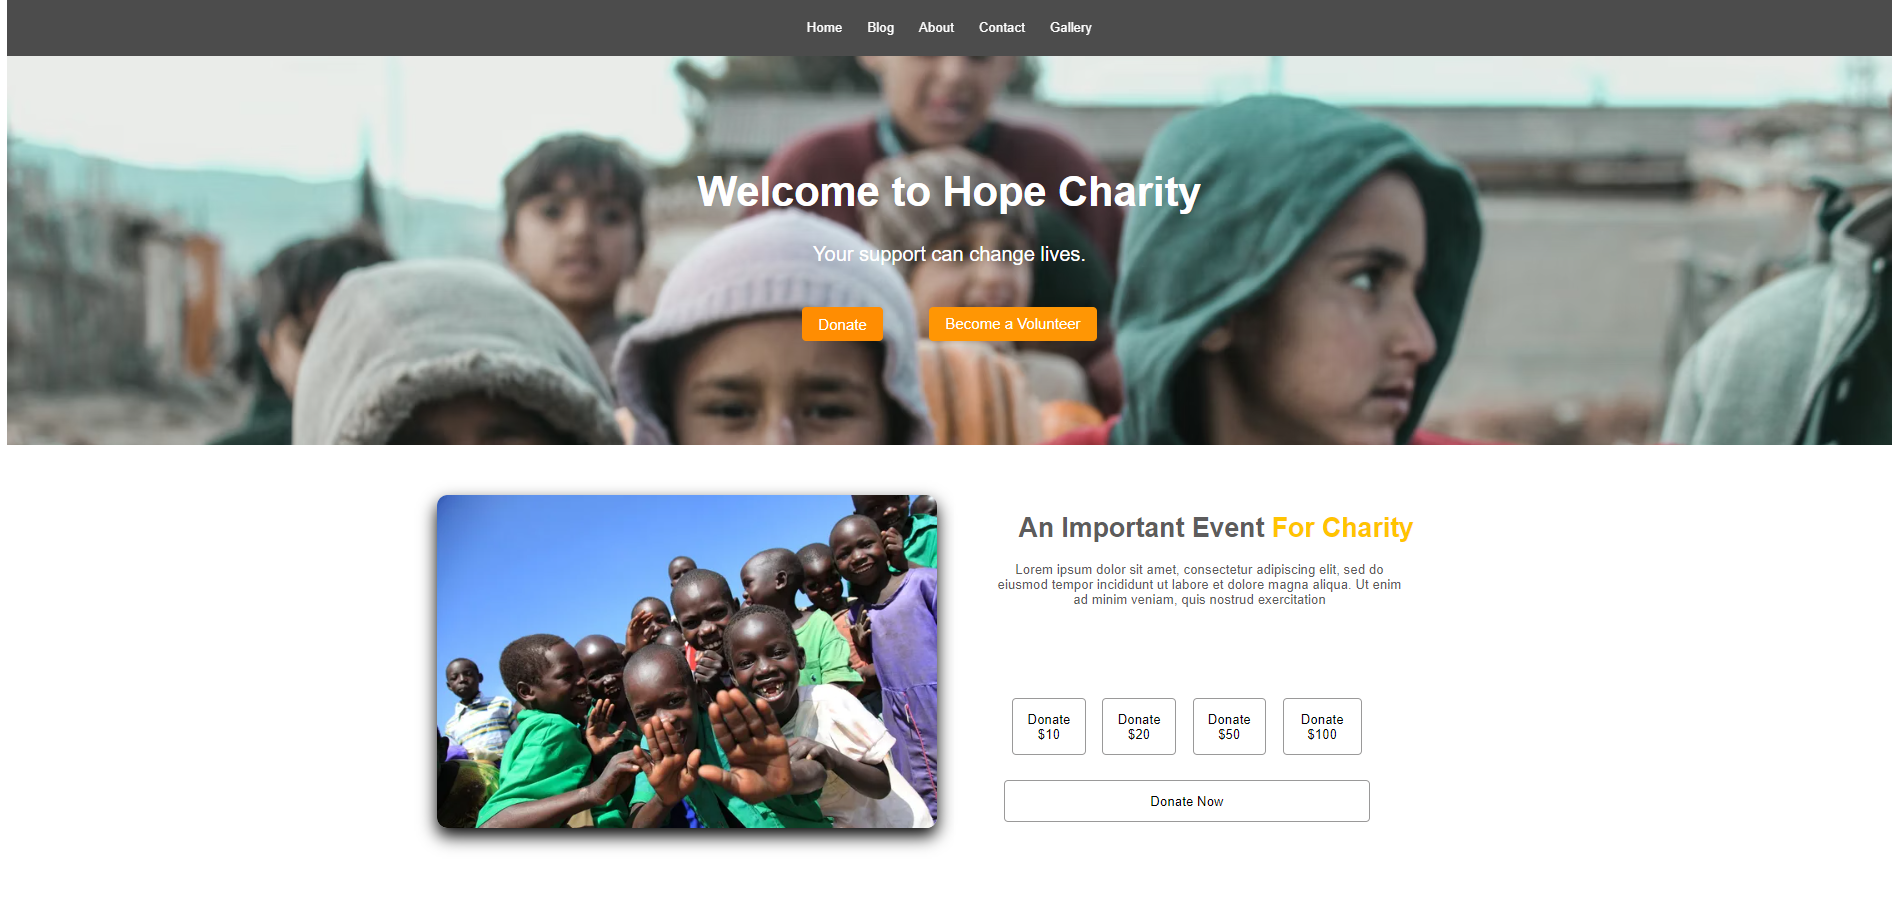 Home Blog About Contact Gallery
Welcome to Hope Charity
Your support can change lives.
Donate Become a Volunteer
An Important Event For Charity
Lorem ipsum dolor sit amet, consectetur adipiscing elit, sed do
eiusmod tempor incididunt ut labore et dolore magna aliqua. Ut enim
ad minim veniam, quis nostrud exercitation
Donate Donate Donate Donate
$10 $20 $50 $100
Donate Now